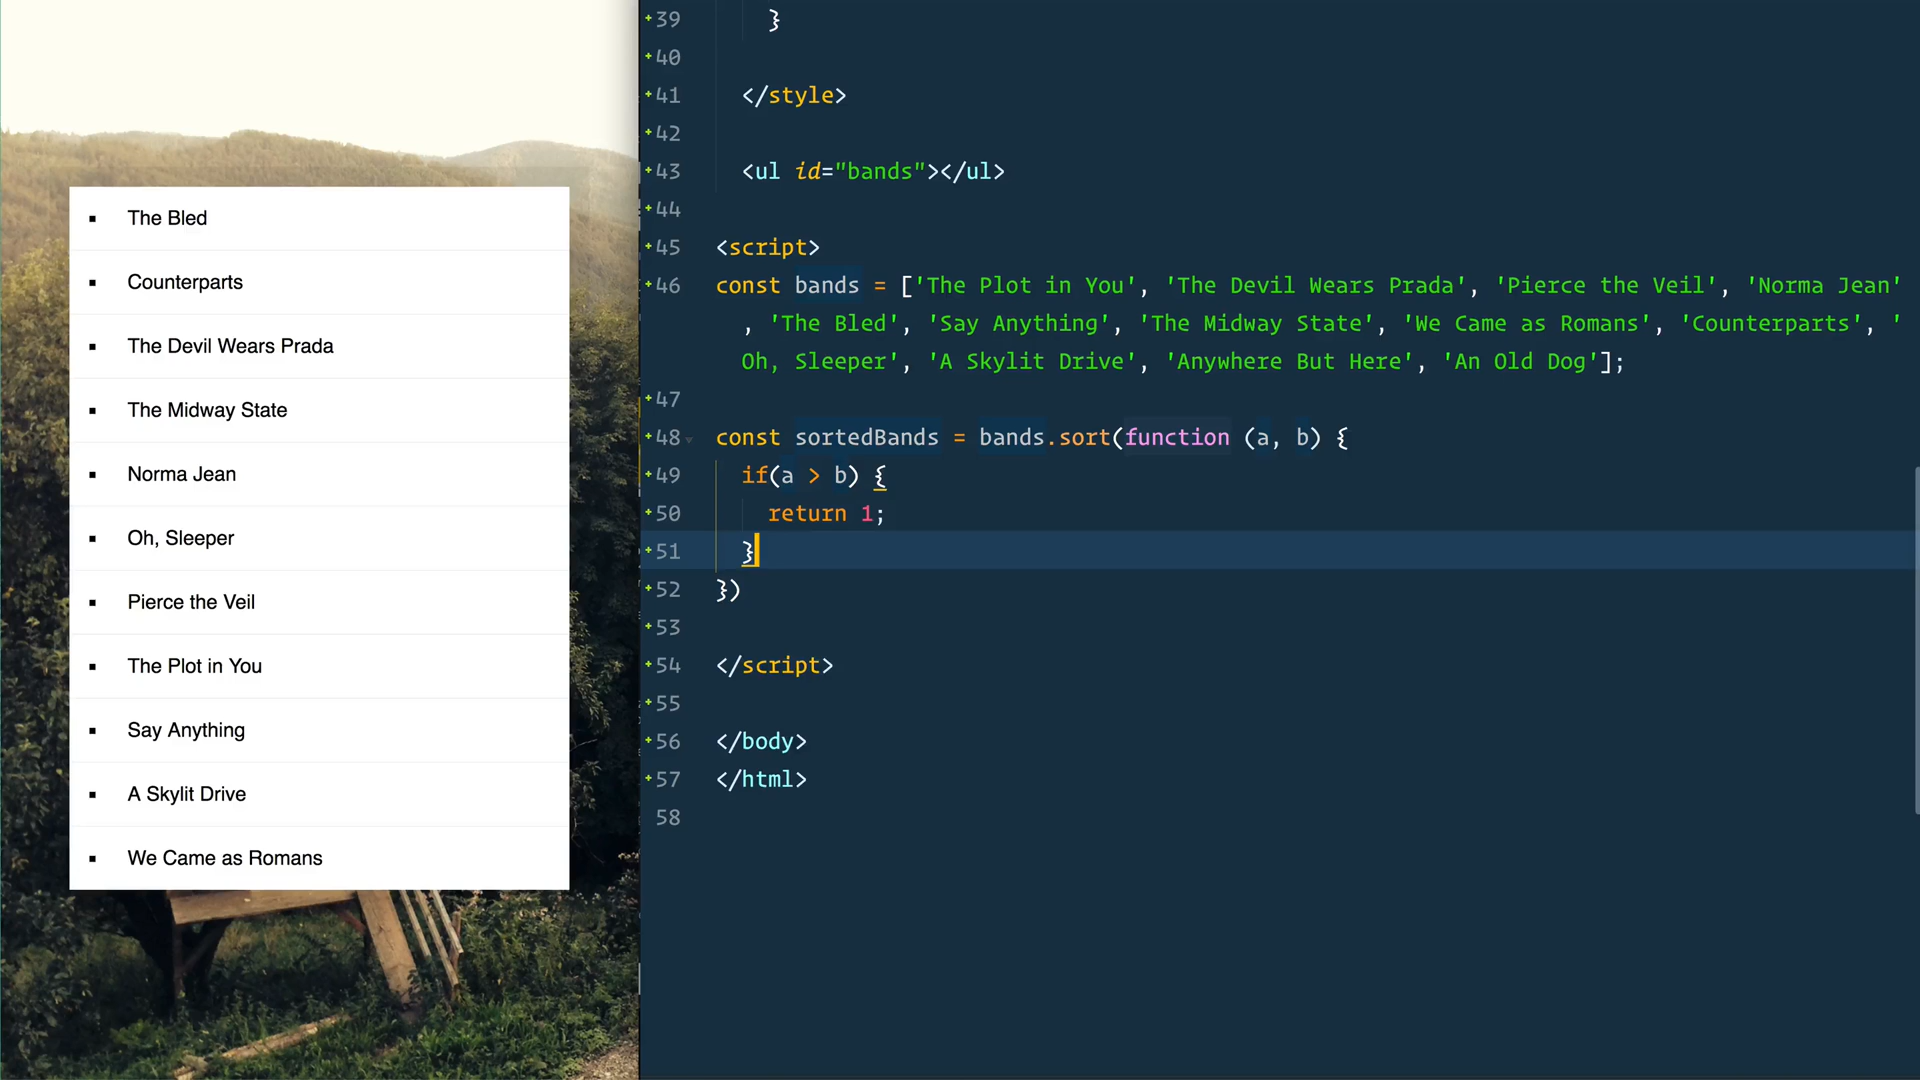 The Bled
Counterparts
The Devil Wears Prada
The Midway State
Norma Jean
Oh, Sleeper
Pierce the Veil
The Plot in You
Say Anything
A Skylit Drive
We Came as Romans
39 }
40
41 </style>
42
43 <ul id="bands"></ul>
44
45 <script>
46 const bands = ['The Plot in You', 'The Devil Wears Prada', 'Pierce the Veil', 'Norma Jean'
, 'The Bled', 'Say Anything', 'The Midway State', 'We Came as Romans', 'Counterparts', '
Oh, Sleeper', 'A Skylit Drive', 'Anywhere But Here', 'An Old Dog'];
47
48 const sortedBands = bands.sort(function (a, b) {
49 if(a > b) {
50 return 1;
51 }
52 })
53
54 </script>
55
56 </body>
57 </html>
58